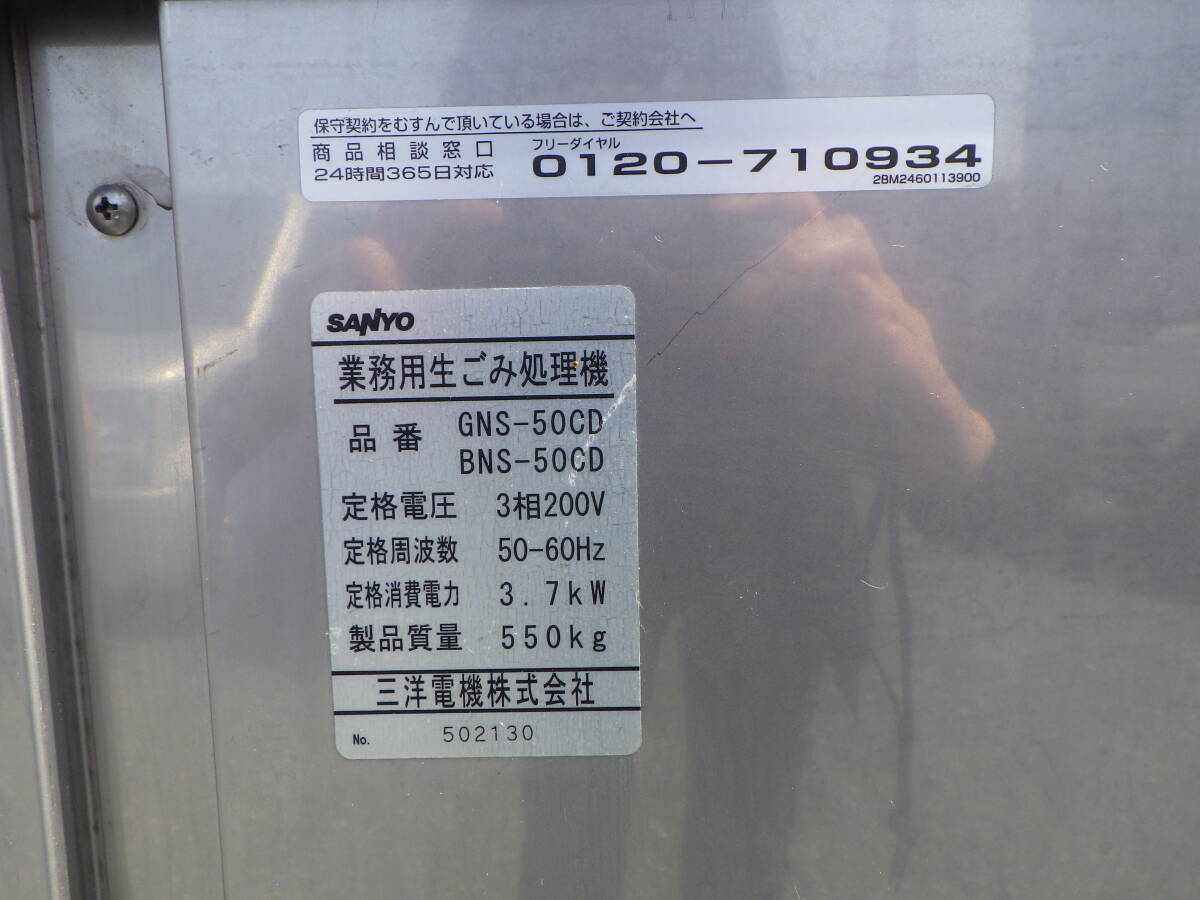 保守契約をむすんで頂いている場合は、ご契約会社へ
商品相談窓口
24時間365日対応
フリーダイヤル
0120-710934
2BM2460113900
SANYO
業務用生ごみ処理機
品番 GNS-50CD
BNS-50CD
定格電圧 3相200V
定格周波数 50-60Hz
定格消費電力 3.7kW
製品質量 550kg
三洋電機株式会社
No. 502130